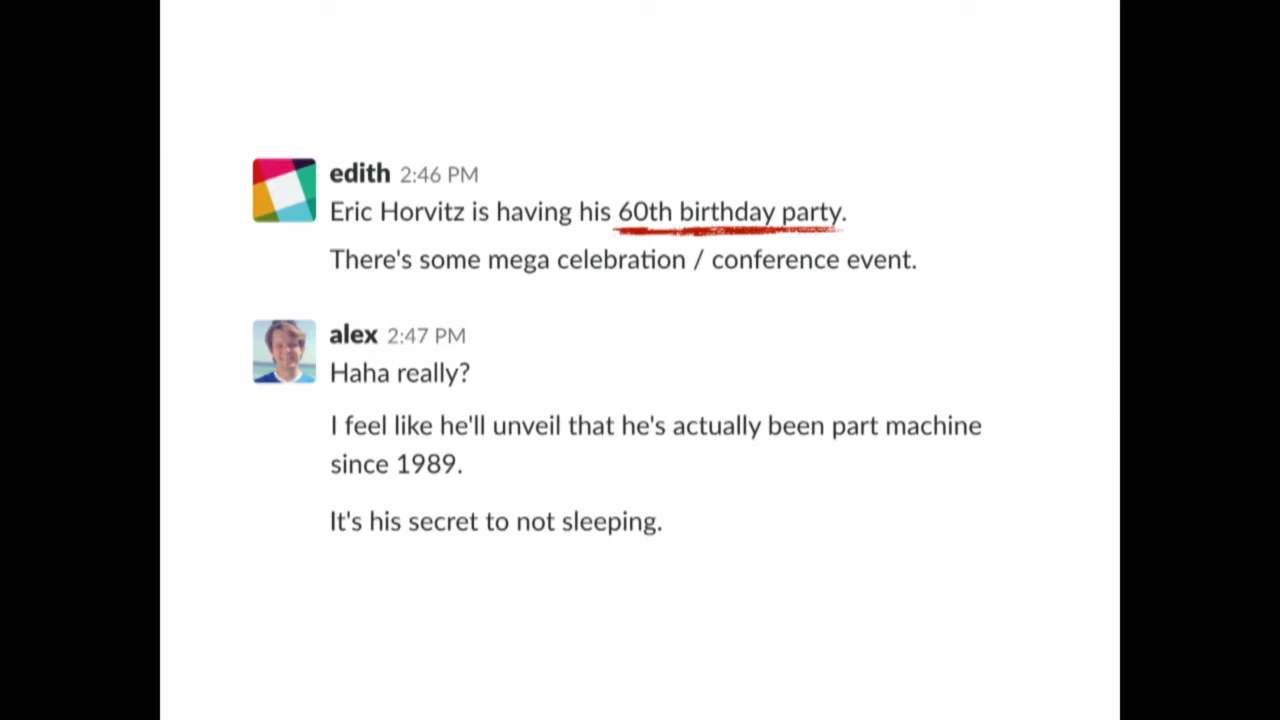 edith 2:46 PM
Eric Horvitz is having his 60th birthday party.
There's some mega celebration / conference event.
alex 2:47 PM
Haha really?
I feel like he'll unveil that he's actually been part machine
since 1989.
It's his secret to not sleeping.